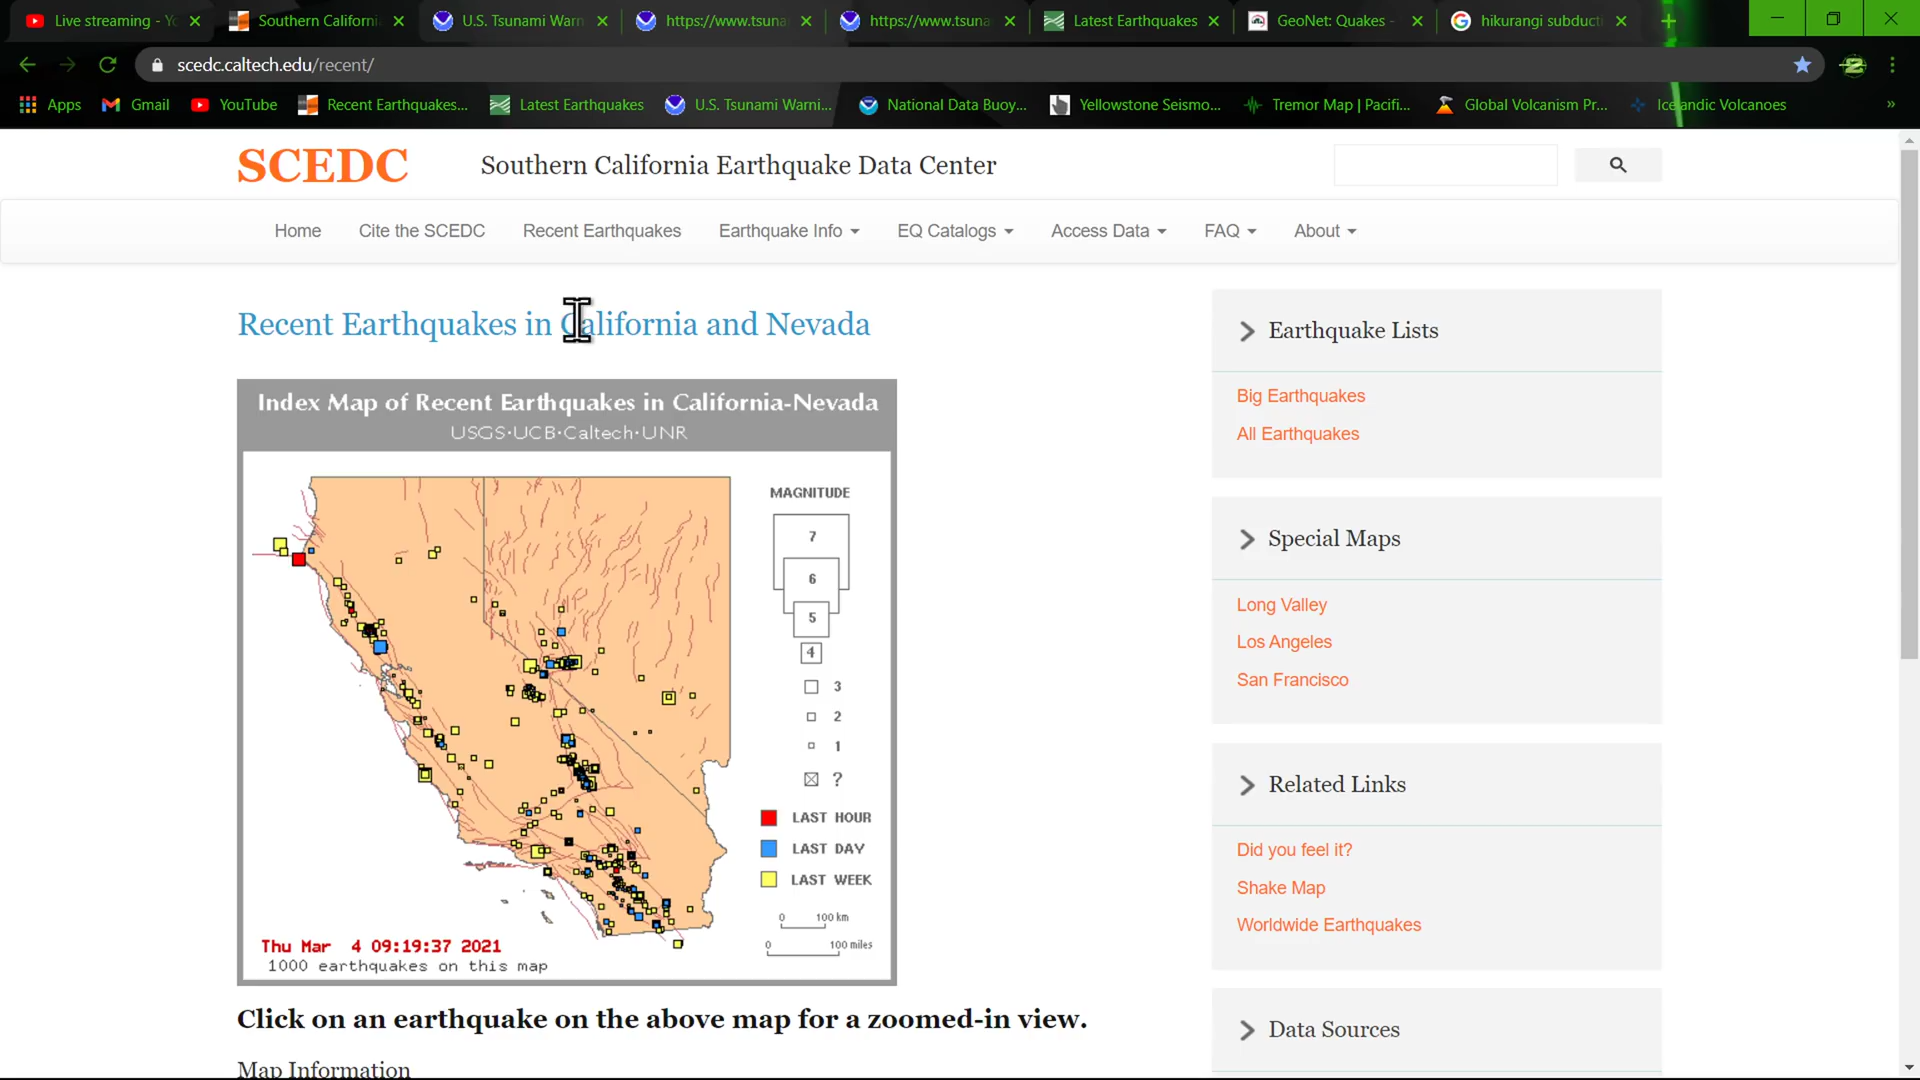 Live streaming - Yo
Southern California
U.S. Tsunami Warn
https://www.tsuna
https://www.tsuna
Latest Earthquakes
GeoNet: Quakes -
hikurangi subducti
scedc.caltech.edu/recent/
Apps
Gmail
YouTube
Recent Earthquakes...
Latest Earthquakes
U.S. Tsunami Warni...
National Data Buoy...
Yellowstone Seismo...
Tremor Map | Pacifi...
Global Volcanism Pr...
Icelandic Volcanoes
»
SCEDC
Southern California Earthquake Data Center
Home
Cite the SCEDC
Recent Earthquakes
Earthquake Info
EQ Catalogs
Access Data
FAQ
About
Recent Earthquakes in California and Nevada
Index Map of Recent Earthquakes in California-Nevada
USGS·UCB·Caltech·UNR
MAGNITUDE
7
6
5
4
3
2
1
?
LAST HOUR
LAST DAY
LAST WEEK
0 100 km
0 100 miles
Thu Mar 4 09:19:37 2021
1000 earthquakes on this map
Click on an earthquake on the above map for a zoomed-in view.
Map Information
Earthquake Lists
Big Earthquakes
All Earthquakes
Special Maps
Long Valley
Los Angeles
San Francisco
Related Links
Did you feel it?
Shake Map
Worldwide Earthquakes
Data Sources